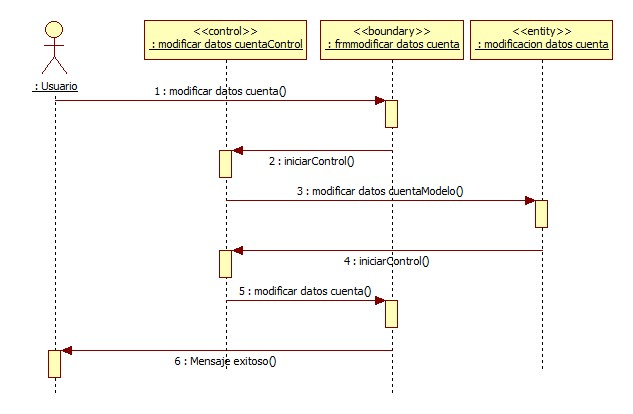 <<control>>
: modificar datos cuentaControl
<<boundary>>
: frmmodificar datos cuenta
<<entity>>
: modificacion datos cuenta
: Usuario
1 : modificar datos cuenta()
2 : iniciarControl()
3 : modificar datos cuentaModelo()
4 : iniciarControl()
5 : modificar datos cuenta()
6 : Mensaje exitoso()